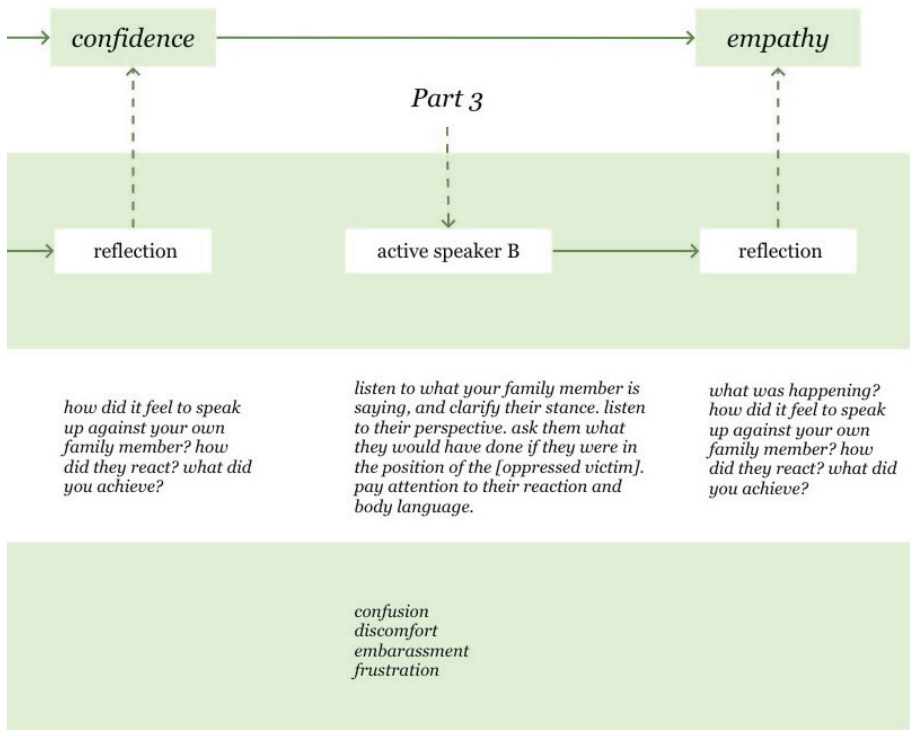 confidence
empathy
Part 3
reflection
active speaker B
reflection
how did it feel to speak
up against your own
family member? how
did they react? what did
you achieve?
listen to what your family member is
saying, and clarify their stance. listen
to their perspective. ask them what
they would have done if they were in
the position of the [oppressed victim].
pay attention to their reaction and
body language.
what was happening?
how did it feel to speak
up against your own
family member? how
did they react? what did
you achieve?
confusion
discomfort
embarassment
frustration